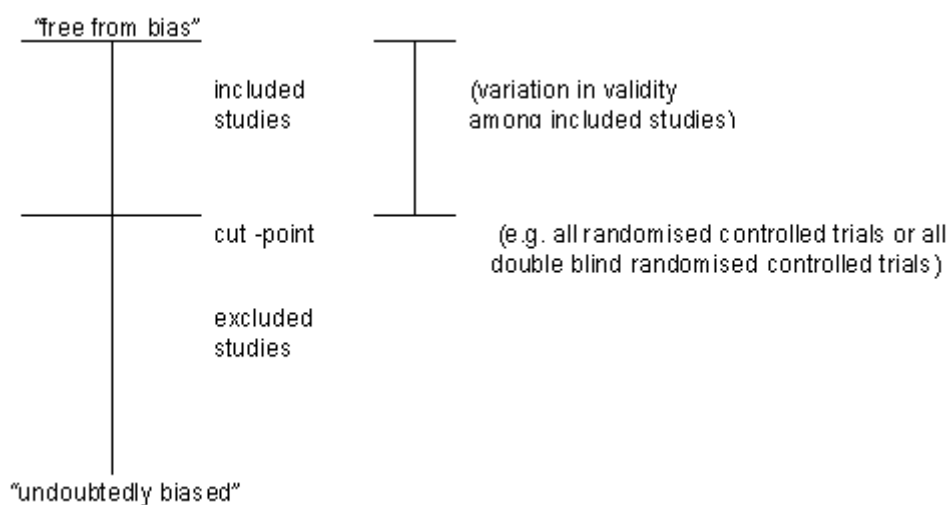 “free from bias”
included
studies
(variation in validity
among included studies)
cut -point
(e.g. all randomised controlled trials or all
double blind randomised controlled trials)
excluded
studies
“undoubtedly biased”